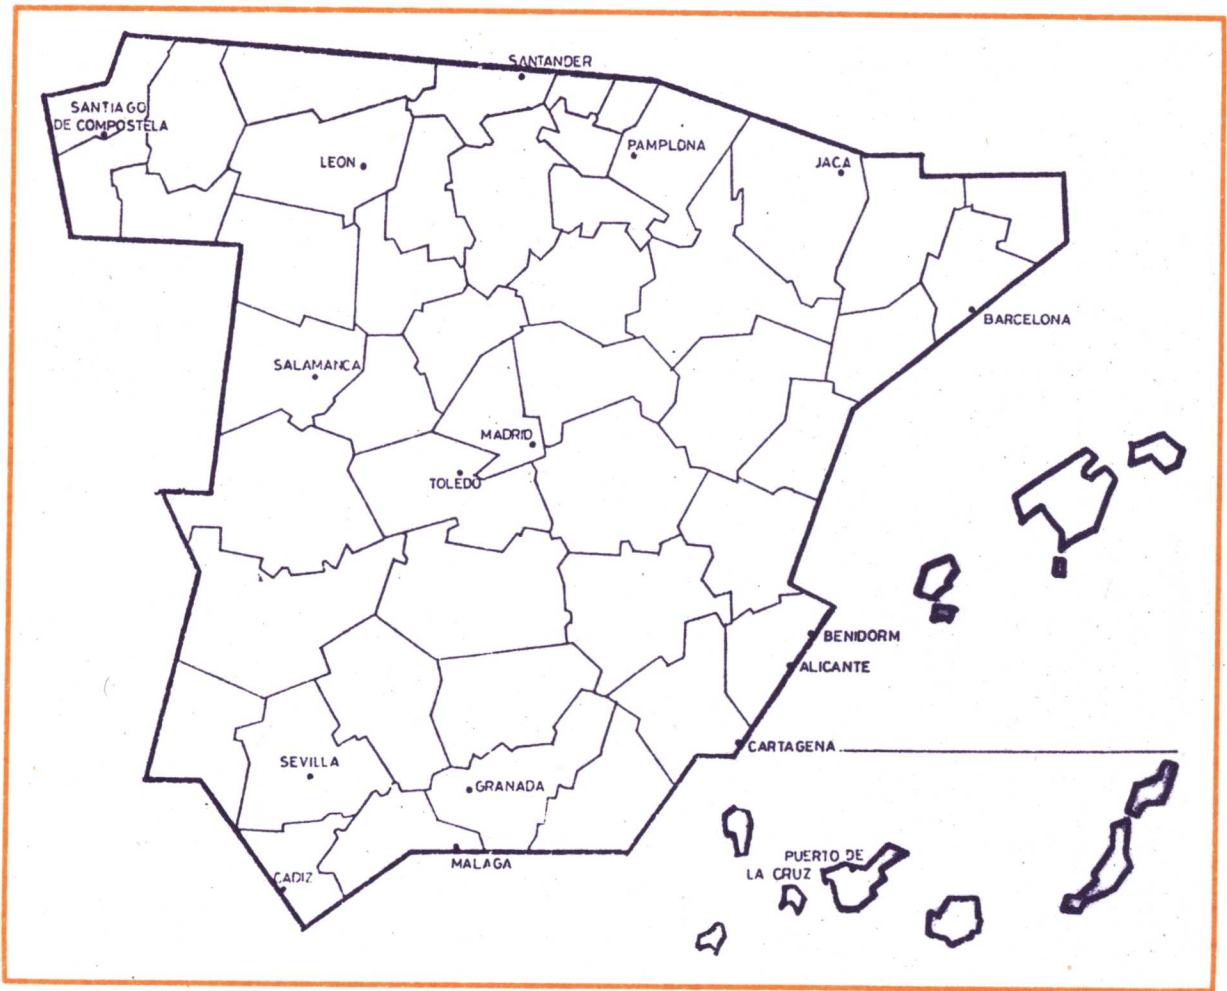 SANTANDER
SANTIAGO
DE COMPOSTELA
LEON
PAMPLONA
JACA
BARCELONA
SALAMANCA
MADRID
TOLEDO
BENIDORM
ALICANTE
CARTAGENA
SEVILLA
GRANADA
MALAGA
CADIZ
PUERTO DE
LA CRUZ